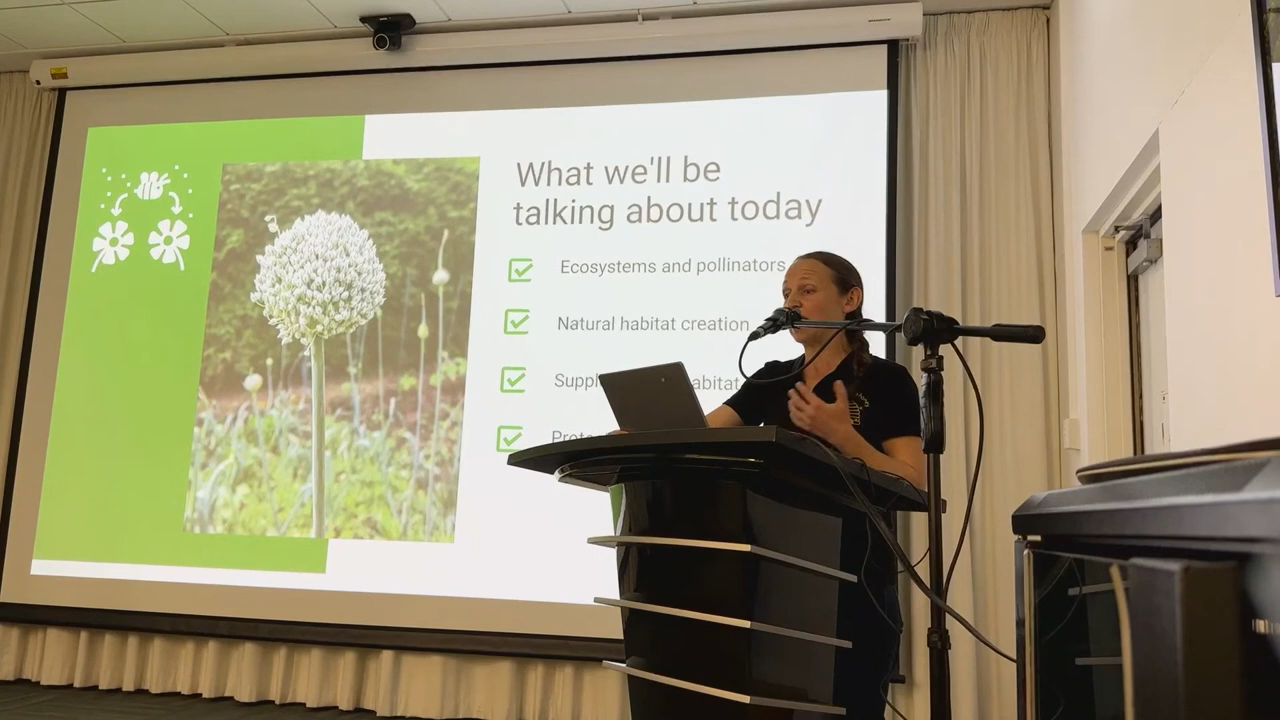 What we'll be
talking about today
Ecosystems and pollinators
Natural habitat creation